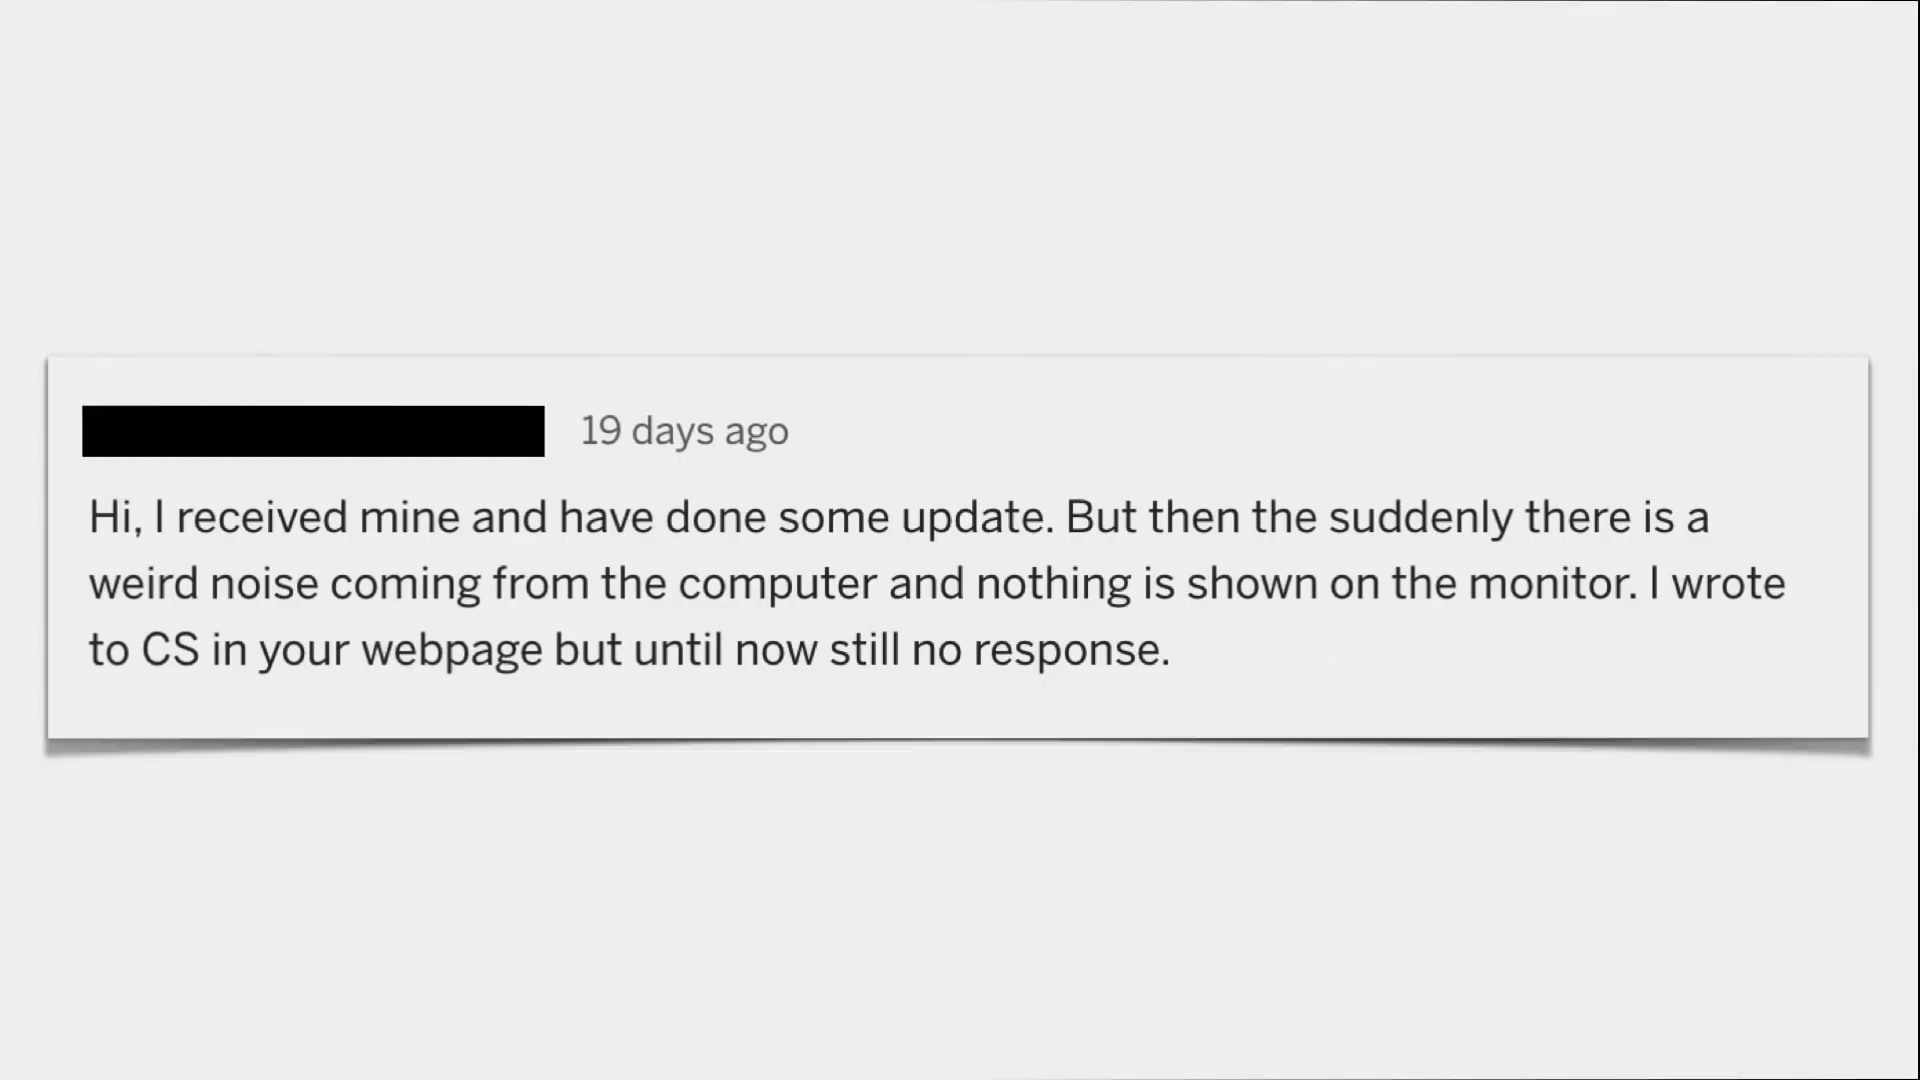 19 days ago
Hi, I received mine and have done some update. But then the suddenly there is a
weird noise coming from the computer and nothing is shown on the monitor. I wrote
to CS in your webpage but until now still no response.